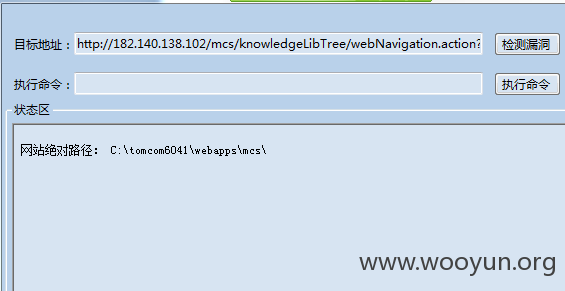 目标地址： http://182.140.138.102/mcs/knowledgeLibTree/webNavigation.action? 检测漏洞
执行命令： 执行命令
状态区
网站绝对路径： C:\tomcom6041\webapps\mcs\
www.wooyun.org